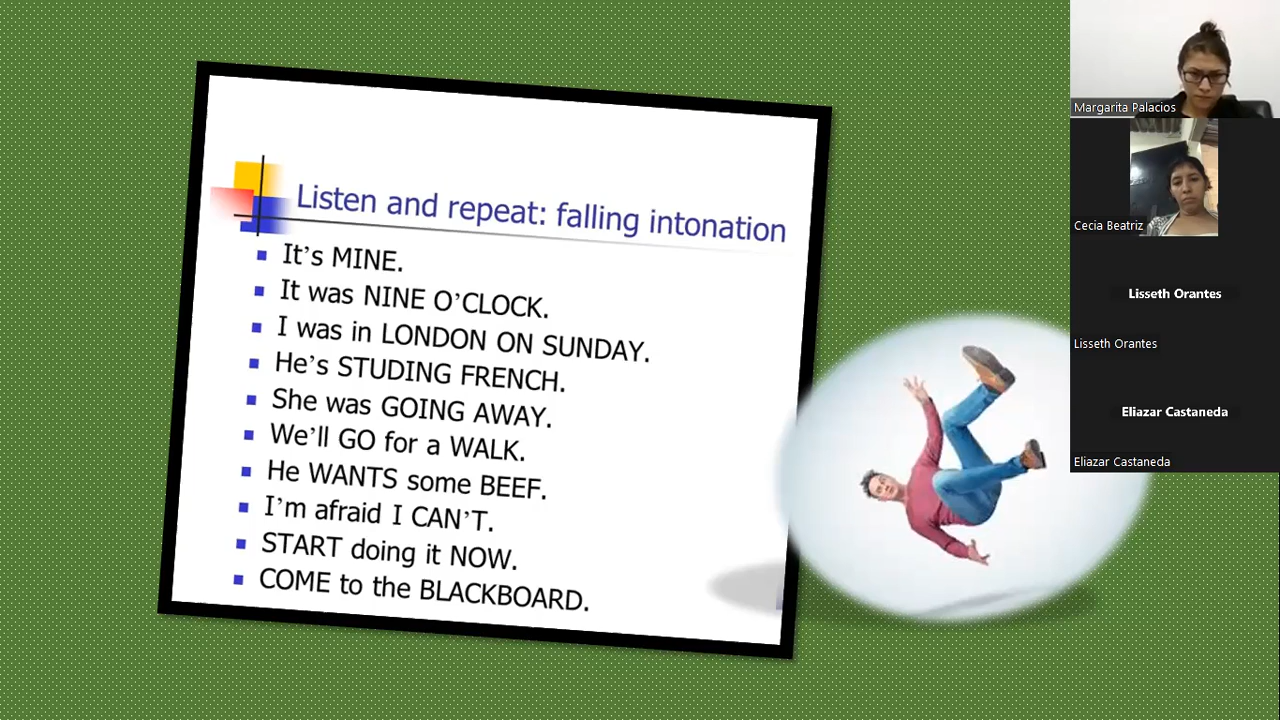 Listen and repeat: falling intonation
It’s MINE.
It was NINE O’CLOCK.
I was in LONDON ON SUNDAY.
He’s STUDING FRENCH.
She was GOING AWAY.
We’ll GO for a WALK.
He WANTS some BEEF.
I’m afraid I CAN’T.
START doing it NOW.
COME to the BLACKBOARD.
Margarita Palacios
Cecia Beatriz
Lisseth Orantes
Lisseth Orantes
Eliazar Castaneda
Eliazar Castaneda